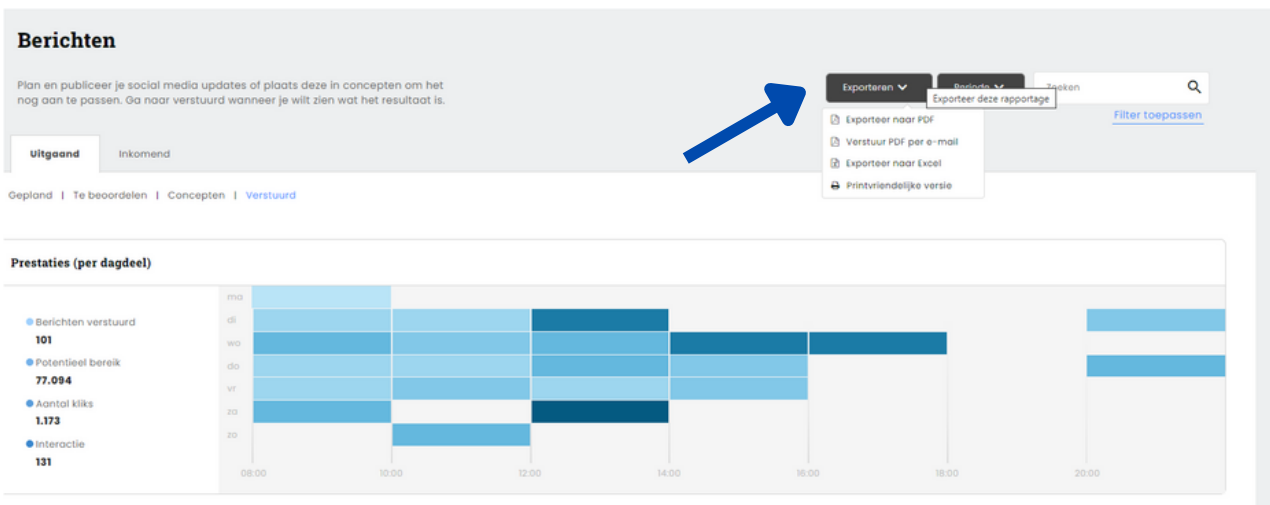 Berichten
Plan en publiceer je social media updates of plaats deze in concepten om het
nog aan te passen. Ga naar verstuurd wanneer je wilt zien wat het resultaat is.
Exporteren
Periode
Zoeken
Exporteer deze rapportage
Filter toepassen
Exporteer naar PDF
Verstuur PDF per e-mail
Exporteer naar Excel
Printvriendelijke versie
Uitgaand Inkomend
Gepland | Te beoordelen | Concepten | Verstuurd
Prestaties (per dagdeel)
Berichten verstuurd
101
Potentieel bereik
77.094
Aantal kliks
1.173
Interactie
131
ma
di
wo
do
vr
za
zo
08:00 10:00 12:00 14:00 16:00 18:00 20:00